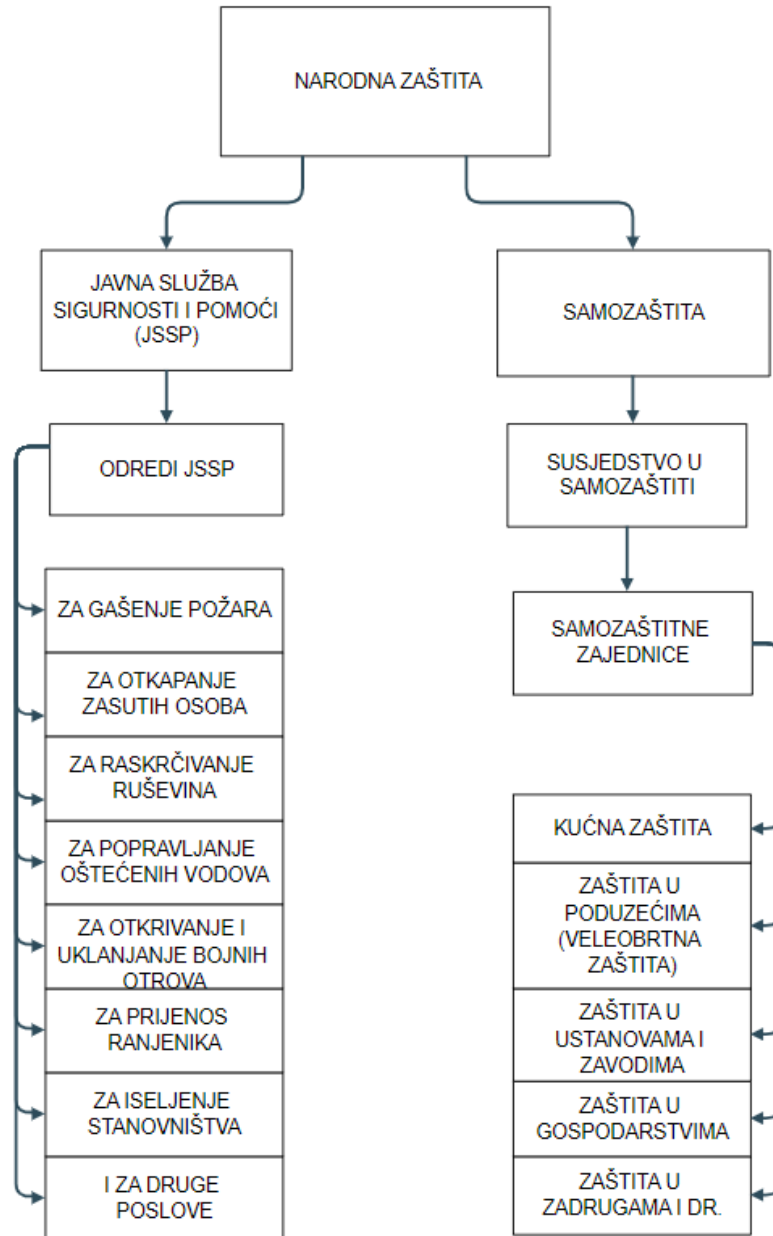 NARODNA ZAŠTITA
JAVNA SLUŽBA
SIGURNOSTI I POMOĆI
(JSSP)
ODREDI JSSP
ZA GAŠENJE POŽARA
ZA OTKAPANJE
ZASUTIH OSOBA
ZA RASKRČIVANJE
RUŠEVINA
ZA POPRAVLJANJE
OŠTEĆENIH VODOVA
ZA OTKRIVANJE I
UKLANJANJE BOJNIH
OTROVA
ZA PRIJENOS
RANJENIKA
ZA ISELJENJE
STANOVNIŠTVA
I ZA DRUGE
POSLOVE
SAMOZAŠTITA
SUSJEDSTVO U
SAMOZAŠTITI
SAMOZAŠTITNE
ZAJEDNICE
KUĆNA ZAŠTITA
ZAŠTITA U
PODUZEĆIMA
(VELEOBRTNA
ZAŠTITA)
ZAŠTITA U
USTANOVAMA I
ZAVODIMA
ZAŠTITA U
GOSPODARSTVIMA
ZAŠTITA U
ZADRUGAMA I DR.